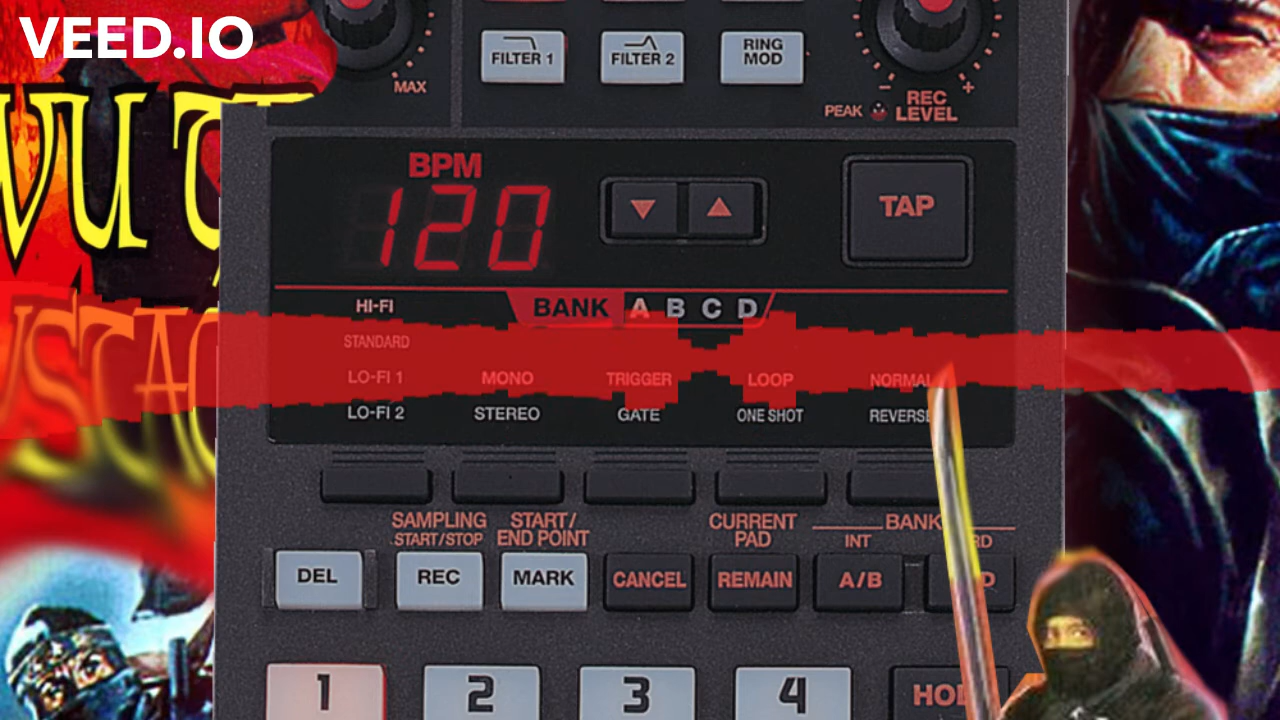 VEED.IO
FILTER 1
FILTER 2
RING
MOD
MAX
PEAK
REC
LEVEL
BPM
120
TAP
BANK A B C D
HI-FI
STANDARD
LO-FI 1
MONO
TRIGGER
LOOP
NORMAL
LO-FI 2
STEREO
GATE
ONE SHOT
REVERSE
SAMPLING
START/STOP
START/
END POINT
CURRENT
PAD
BANK
INT
DEL
REC
MARK
CANCEL
REMAIN
A/B
1
2
3
4